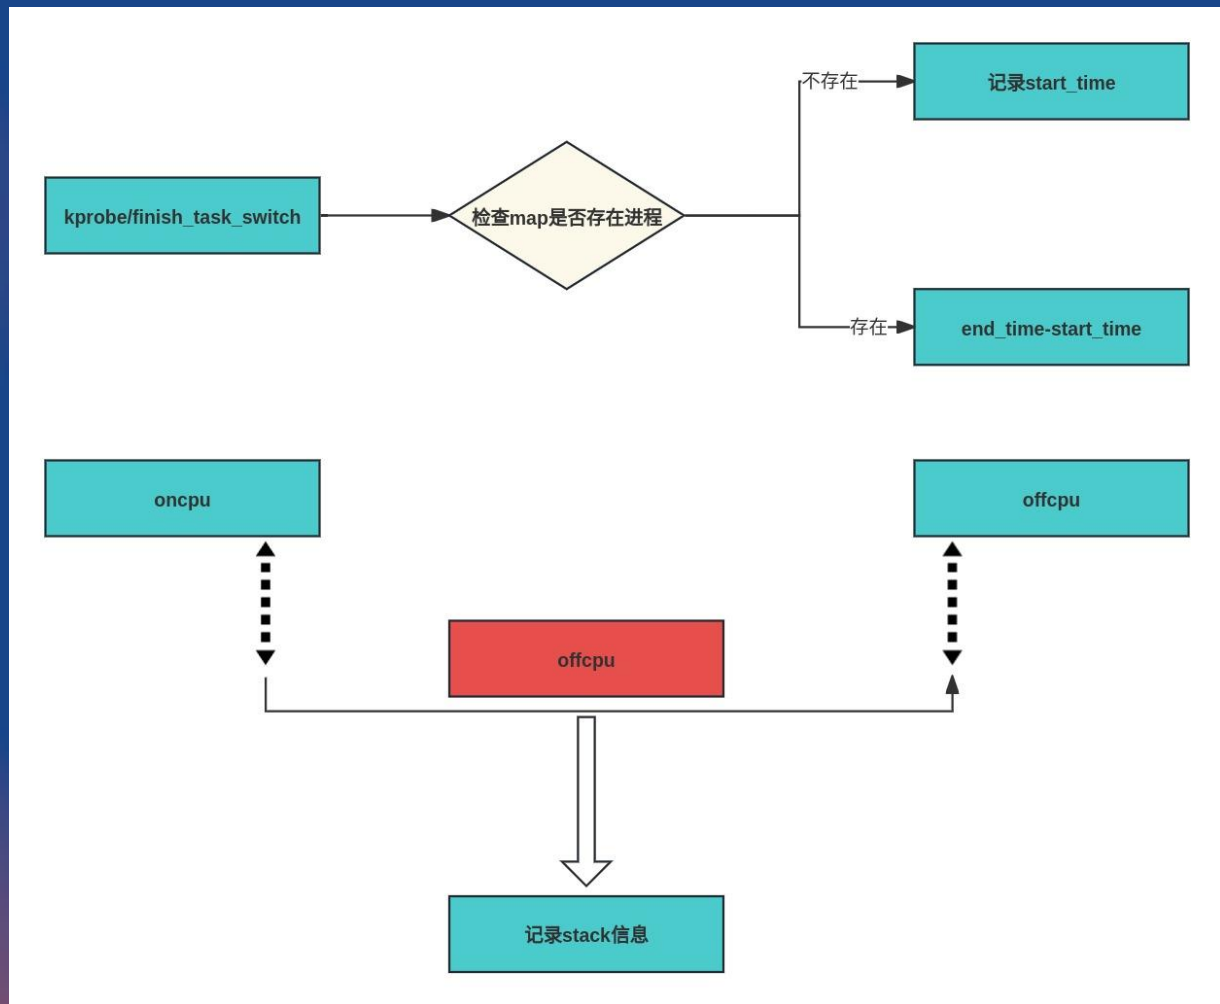 不存在
记录start_time
kprobe/finish_task_switch
检查map是否存在进程
存在
end_time-start_time
oncpu
offcpu
offcpu
记录stack信息